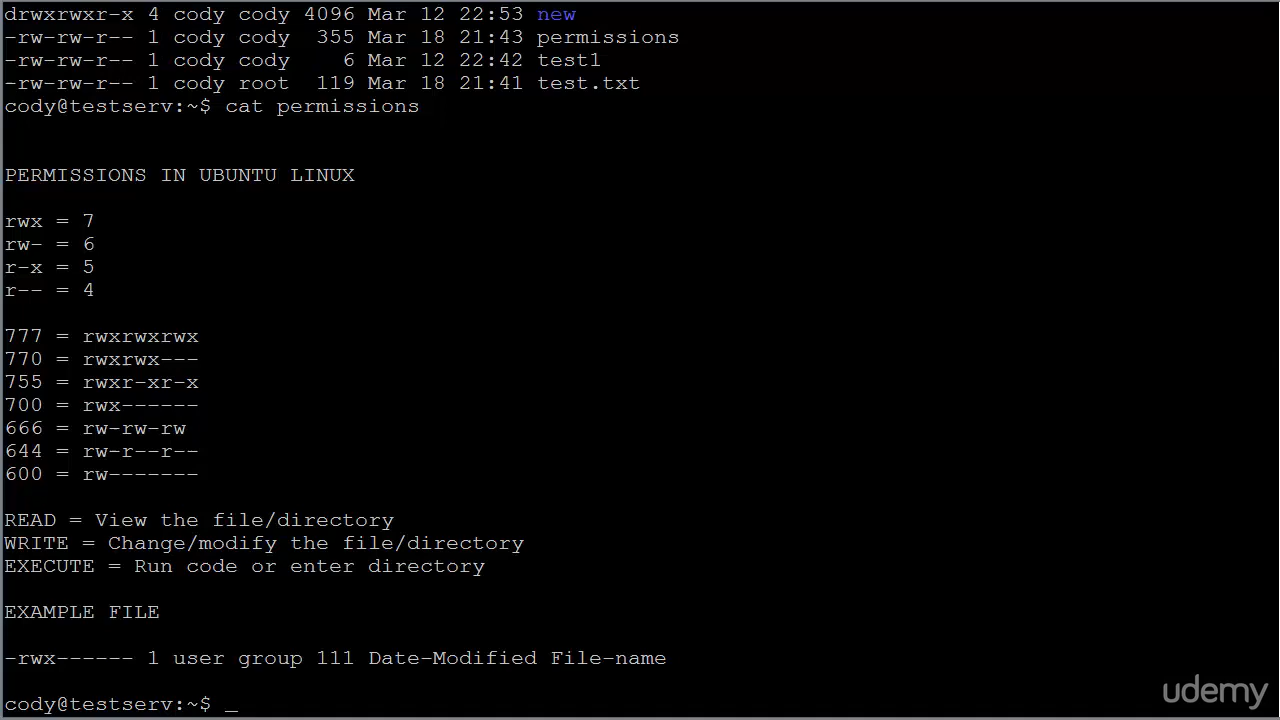 drwxrwxr-x 4 cody cody 4096 Mar 12 22:53 new
-rw-rw-r-- 1 cody cody  355 Mar 18 21:43 permissions
-rw-rw-r-- 1 cody cody    6 Mar 12 22:42 test1
-rw-rw-r-- 1 cody root  119 Mar 18 21:41 test.txt
cody@testserv:~$ cat permissions
PERMISSIONS IN UBUNTU LINUX
rwx = 7
rw- = 6
r-x = 5
r-- = 4
777 = rwxrwxrwx
770 = rwxrwx---
755 = rwxr-xr-x
700 = rwx------
666 = rw-rw-rw
644 = rw-r--r--
600 = rw-------
READ = View the file/directory
WRITE = Change/modify the file/directory
EXECUTE = Run code or enter directory
EXAMPLE FILE
-rwx------ 1 user group 111 Date-Modified File-name
cody@testserv:~$ _
udemy